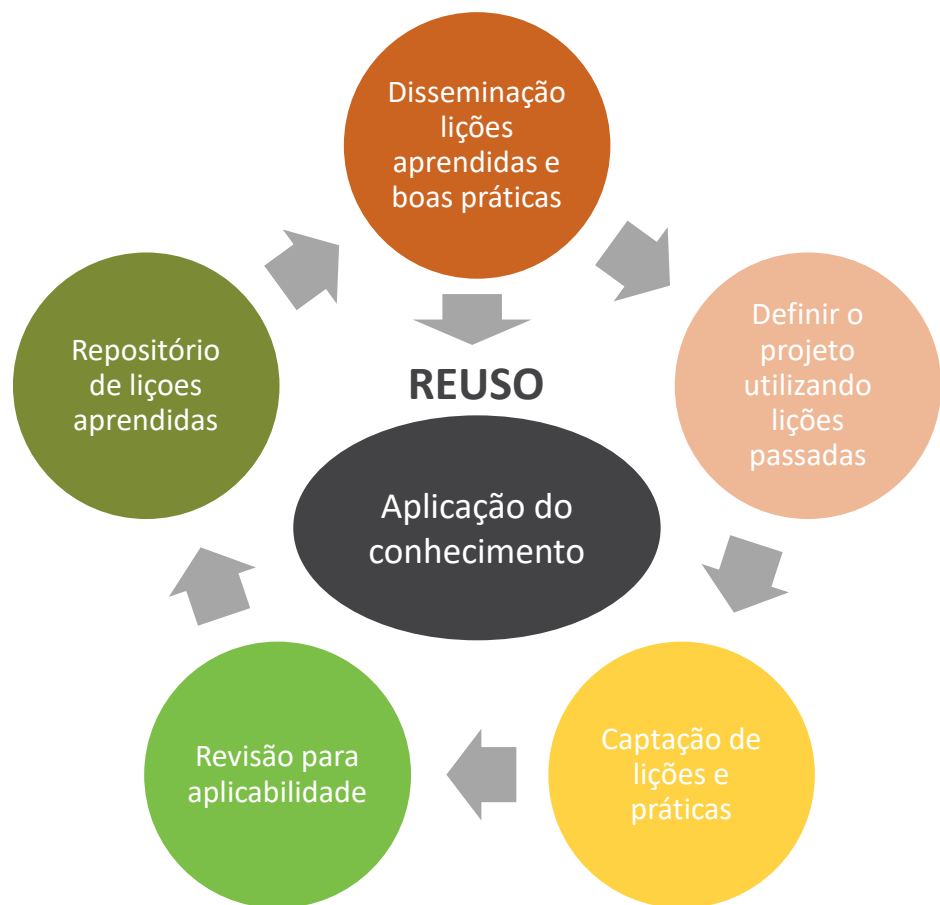 Disseminação
lições
aprendidas e
boas práticas
Definir o
projeto
utilizando
lições
passadas
Captação de
lições e
práticas
Revisão para
aplicabilidade
Repositório
de liçoes
aprendidas
REUSO
Aplicação do
conhecimento